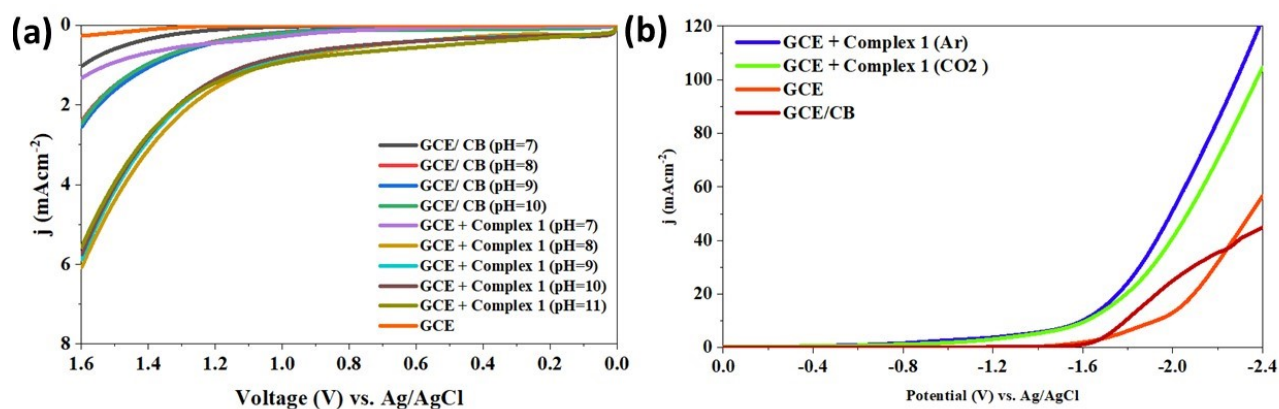 (a)
0
2
4
6
8
j (mAcm⁻²)
GCE/ CB (pH=7)
GCE/ CB (pH=8)
GCE/ CB (pH=9)
GCE/ CB (pH=10)
GCE + Complex 1 (pH=7)
GCE + Complex 1 (pH=8)
GCE + Complex 1 (pH=9)
GCE + Complex 1 (pH=10)
GCE + Complex 1 (pH=11)
GCE
1.6 1.4 1.2 1.0 0.8 0.6 0.4 0.2 0.0
Voltage (V) vs. Ag/AgCl
(b)
120
100
80
60
40
20
0
j (mAcm⁻²)
GCE + Complex 1 (Ar)
GCE + Complex 1 (CO2 )
GCE
GCE/CB
0.0 -0.4 -0.8 -1.2 -1.6 -2.0 -2.4
Potential (V) vs. Ag/AgCl